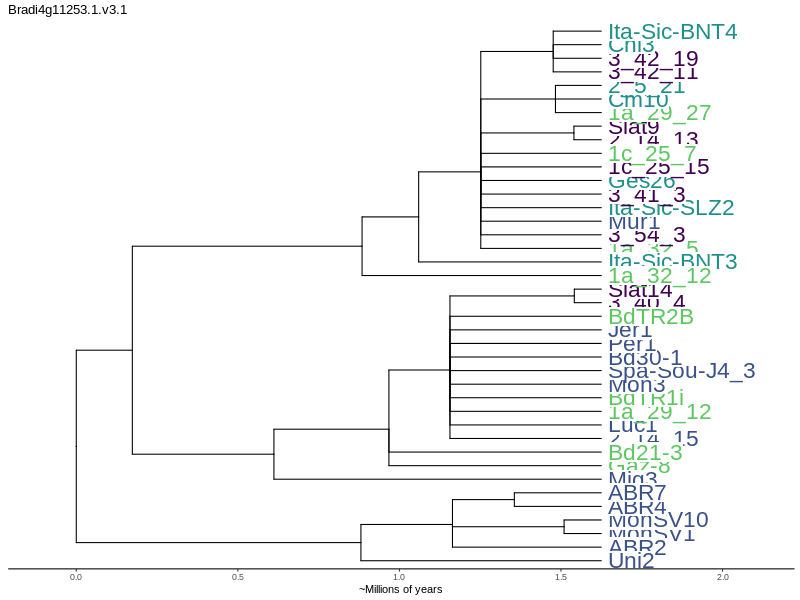 Bradi4g11253.1.v3.1
Ita-Sic-BNT4
Cni3
3_42_19
3_42_11
2_5_21
Cm10
1a_29_27
Slat9
2_14_13
1c_25_7
1c_25_15
Ges26
3_41_3
Ita-Sic-SLZ2
Mur1
3_54_3
1a_32_5
Ita-Sic-BNT3
1a_32_12
Slat14
3_40_4
BdTR2B
Jer1
Per1
Bd30-1
Spa-Sou-J4_3
Mon3
BdTR1i
1a_29_12
Luc1
2_14_15
Bd21-3
Gaz-8
Mig3
ABR7
ABR4
MonSV10
MonSV1
ABR2
Uni2
0.0 0.5 1.0 1.5 2.0
~Millions of years